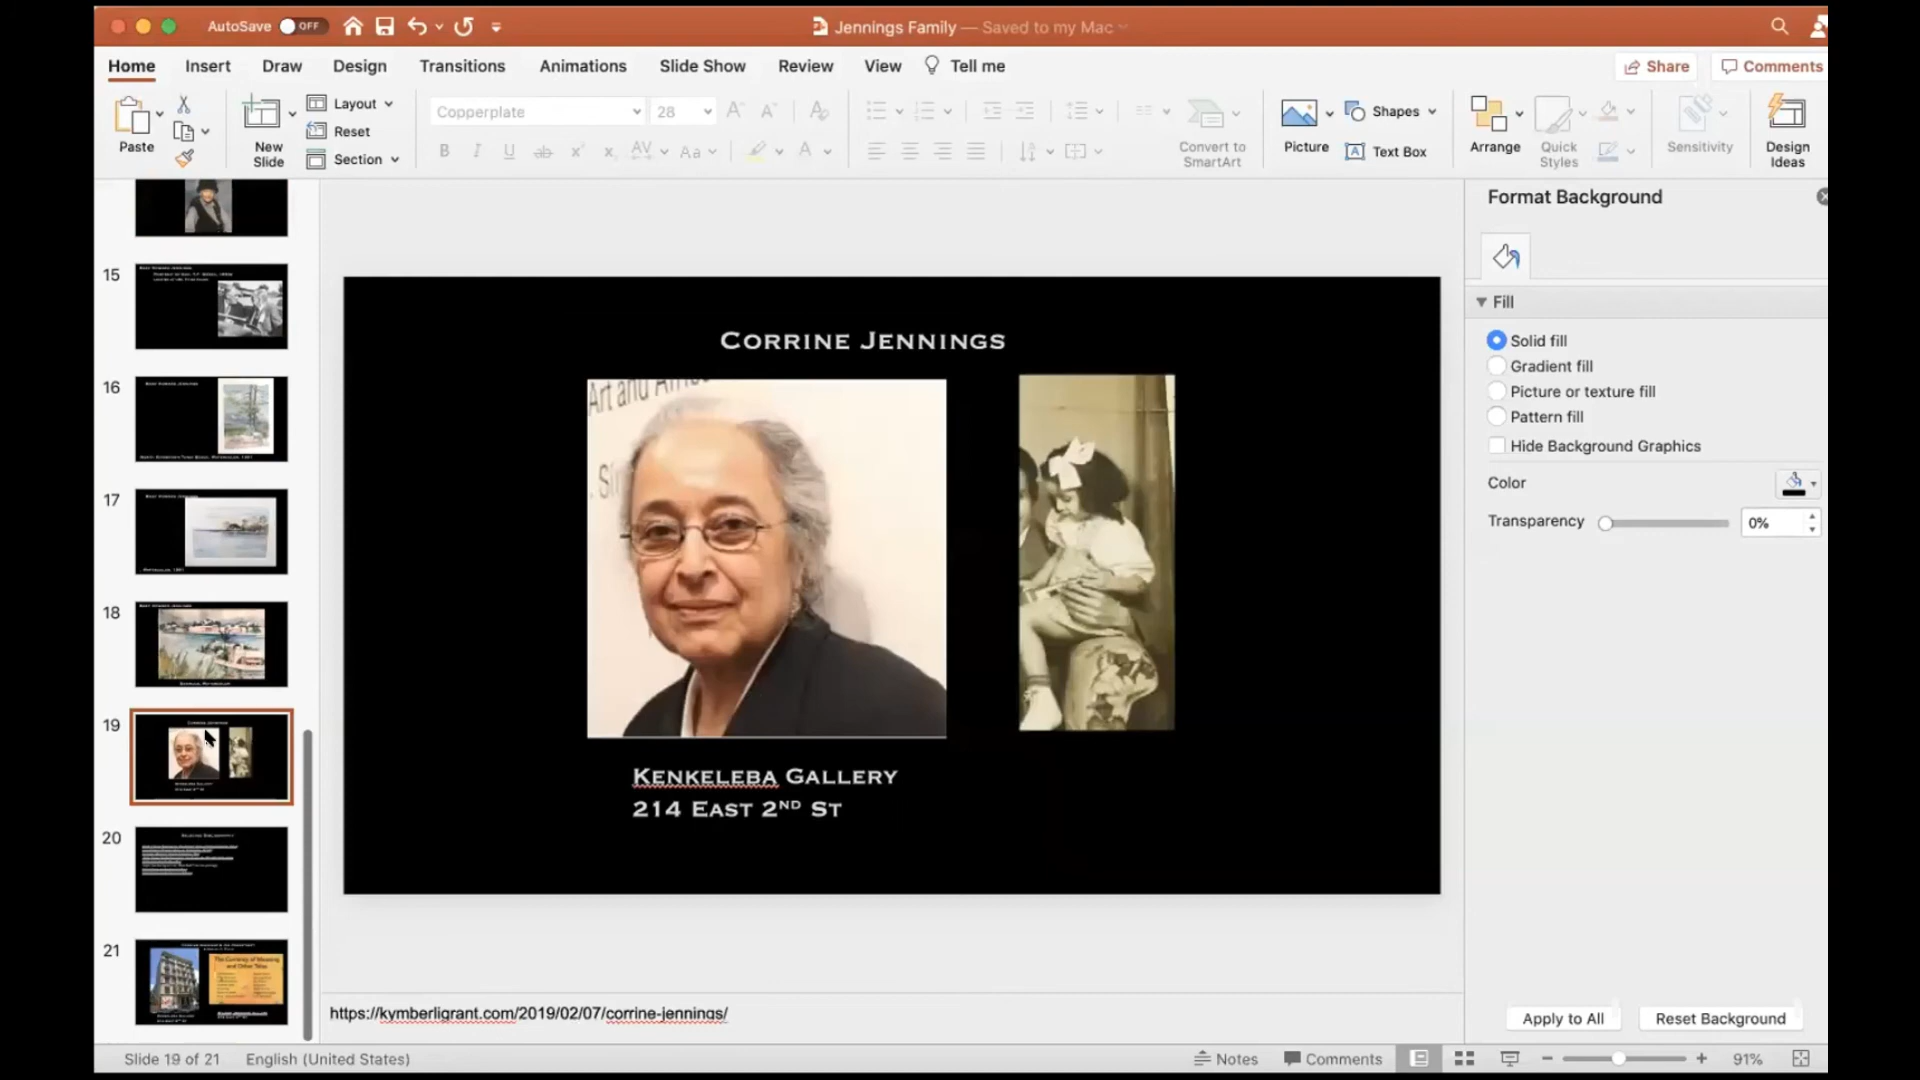 AutoSave OFF
Jennings Family — Saved to my Mac
Home Insert Draw Design Transitions Animations Slide Show Review View Tell me
Share Comments
Paste
New Slide
Layout
Reset
Section
Copperplate 28
Convert to SmartArt
Picture
Shapes
Text Box
Arrange
Quick Styles
Sensitivity
Design Ideas
15
16
17
18
19
20
21
Corrine Jennings
Art and
Kenkeleba Gallery
214 East 2nd St
https://kymberligrant.com/2019/02/07/corrine-jennings/
Format Background
Fill
Solid fill
Gradient fill
Picture or texture fill
Pattern fill
Hide Background Graphics
Color
Transparency 0%
Apply to All Reset Background
Slide 19 of 21 English (United States) Notes Comments 91%